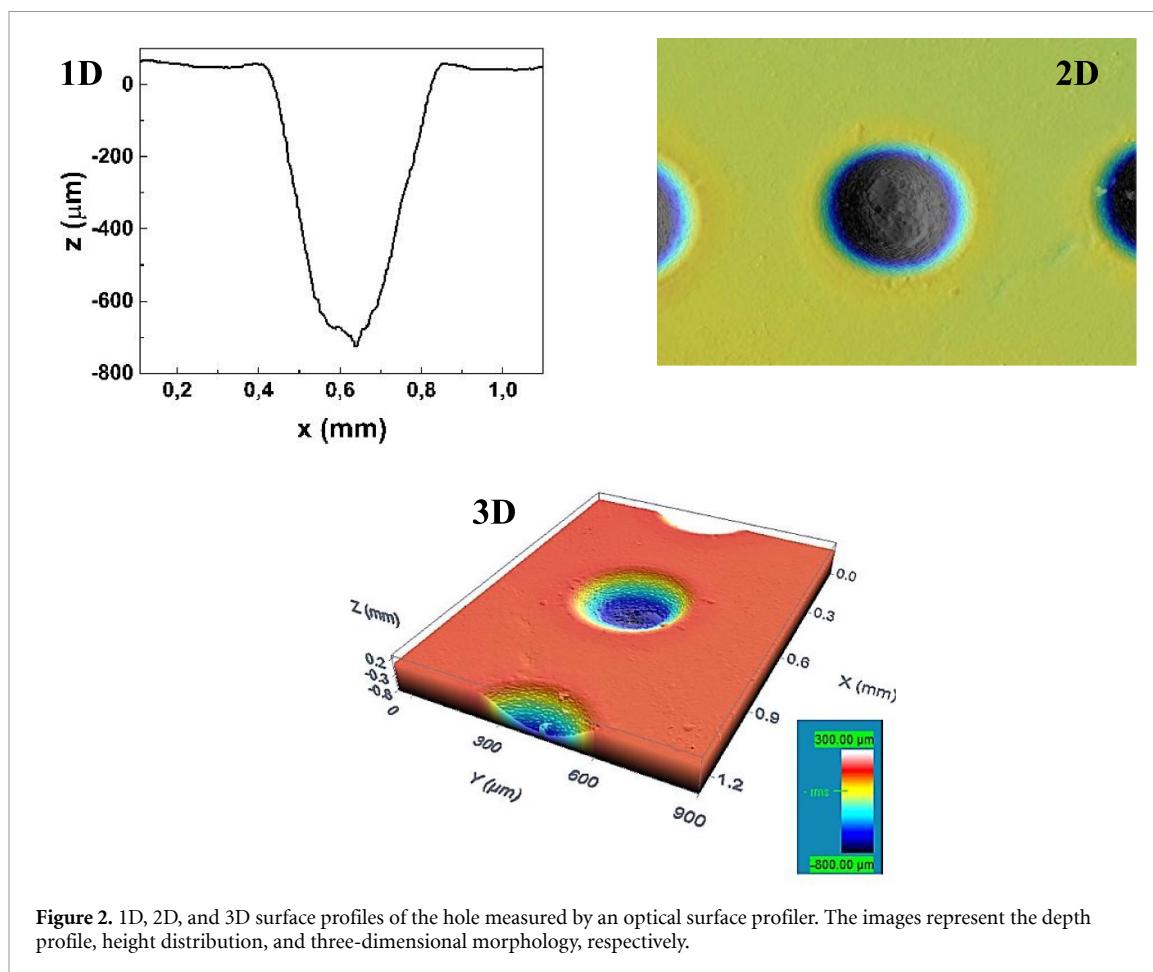 1D
0
-200
-400
-600
-800
z (μm)
0,2 0,4 0,6 0,8 1,0
x (mm)
2D
3D
Z (mm)
0.2
-0.3
-0.8
0
300
600
900
Y (μm)
0.0
0.3
0.6
0.9
1.2
X (mm)
300.00 μm
- rms
-800.00 μm
Figure 2. 1D, 2D, and 3D surface profiles of the hole measured by an optical surface profiler. The images represent the depth
profile, height distribution, and three-dimensional morphology, respectively.